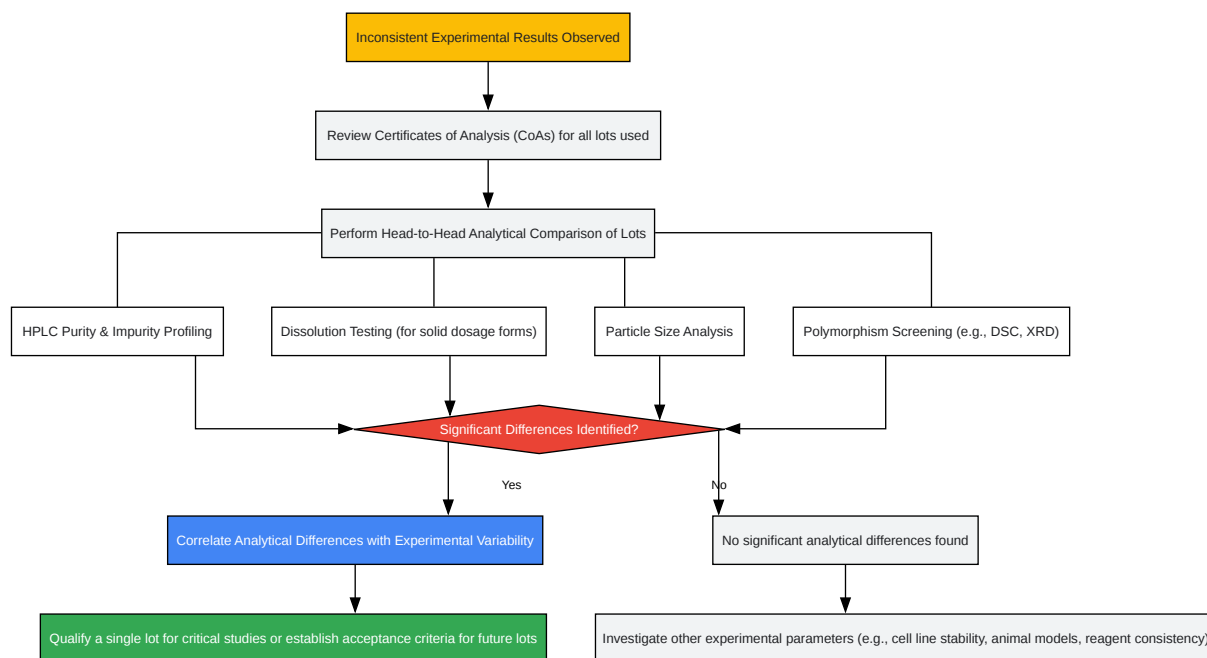 Inconsistent Experimental Results Observed
Review Certificates of Analysis (CoAs) for all lots used
Perform Head-to-Head Analytical Comparison of Lots
HPLC Purity & Impurity Profiling
Dissolution Testing (for solid dosage forms)
Particle Size Analysis
Polymorphism Screening (e.g., DSC, XRD)
Significant Differences Identified?
Yes
No
Correlate Analytical Differences with Experimental Variability
No significant analytical differences found
Qualify a single lot for critical studies or establish acceptance criteria for future lots
Investigate other experimental parameters (e.g., cell line stability, animal models, reagent consistency)